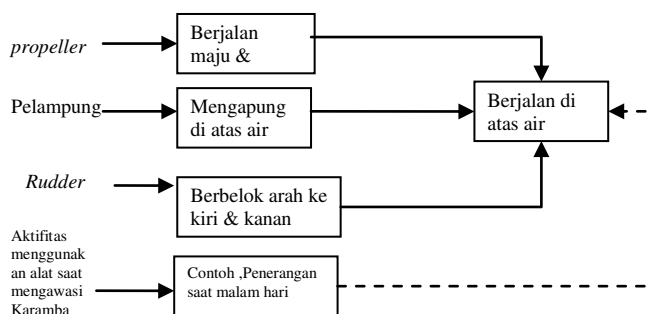 propeller
Berjalan
maju &
Pelampung
Mengapung
di atas air
Berjalan di
atas air
Rudder
Berbelok arah ke
kiri & kanan
Aktifitas
menggunak
an alat saat
mengawasi
Karamba
Contoh ,Penerangan
saat malam hari